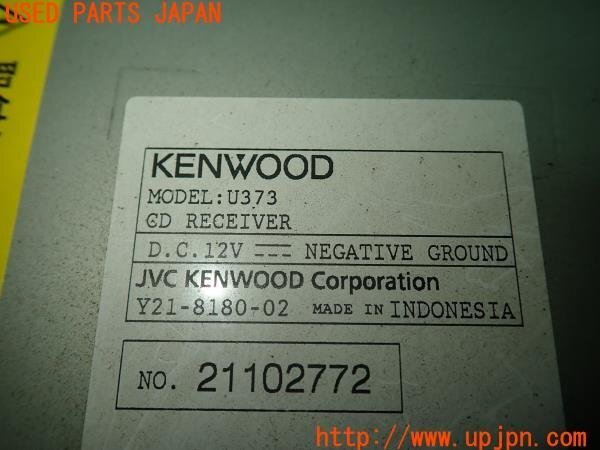 USED PARTS JAPAN
KENWOOD
MODEL:U373
CD RECEIVER
D.C.12V ⎓ NEGATIVE GROUND
JVC KENWOOD Corporation
Y21-8180-02 MADE IN INDONESIA
NO. 21102772
http://www.upjpn.com